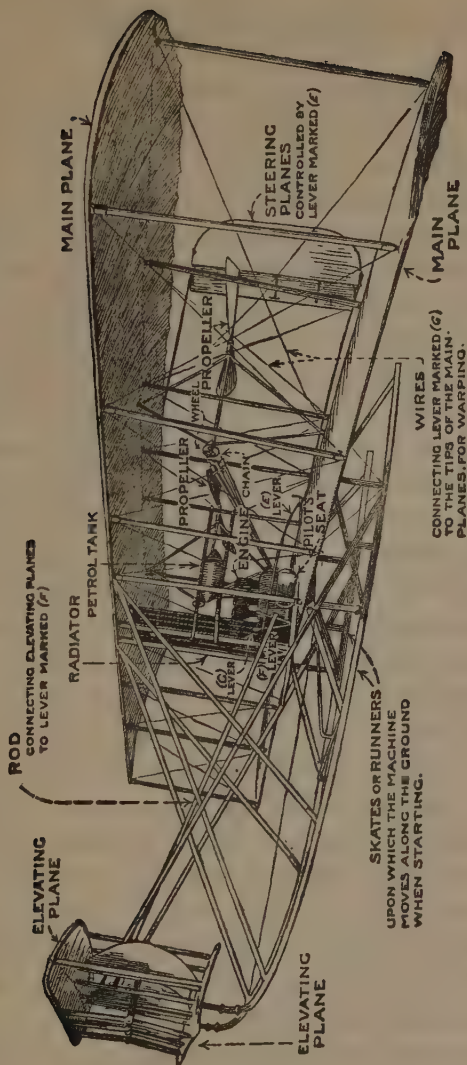 ELEVATING
PLANE
ROD
CONNECTING ELEVATING PLANES
TO LEVER MARKED (F)
RADIATOR
PETROL TANK
MAIN PLANE
PROPELLER
WHEEL
PROPELLER
STEERING
PLANES
CONTROLLED BY
LEVER MARKED (E)
ENGINE
CHAIN
(G)
LEVER
(F)
LEVER
(E)
LEVER
PILOT'S
SEAT
ELEVATING
PLANE
SKATES OR RUNNERS
UPON WHICH THE MACHINE
MOVES ALONG THE GROUND
WHEN STARTING.
WIRES
CONNECTING LEVER MARKED (G)
TO THE TIPS OF THE MAIN-
PLANES, FOR WARPING.
MAIN PLANE